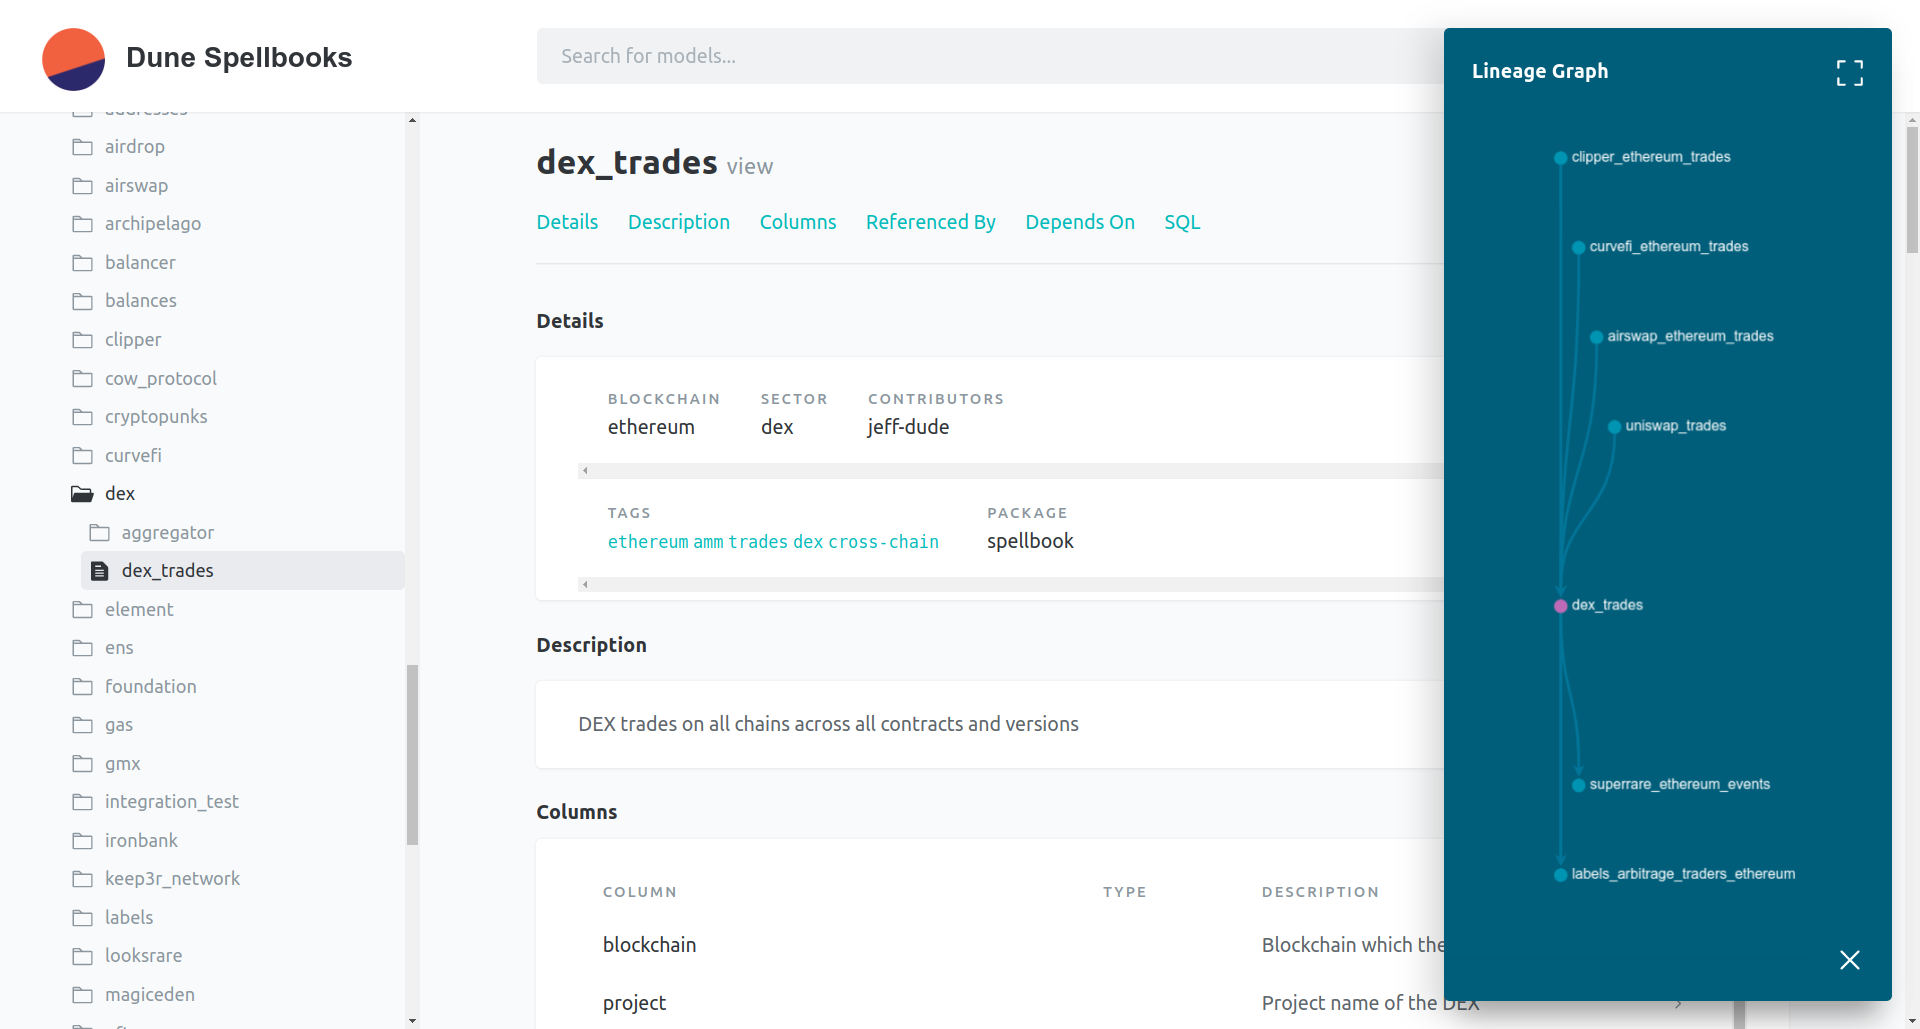 Dune Spellbooks
Search for models...
addresses
airdrop
airswap
archipelago
balancer
balances
clipper
cow_protocol
cryptopunks
curvefi
dex
aggregator
dex_trades
element
ens
foundation
gas
gmx
integration_test
ironbank
keep3r_network
labels
looksrare
magiceden
dex_trades view
Details Description Columns Referenced By Depends On SQL
Details
BLOCKCHAIN SECTOR CONTRIBUTORS
ethereum dex jeff-dude
TAGS PACKAGE
ethereum amm trades dex cross-chain spellbook
Description
DEX trades on all chains across all contracts and versions
Columns
COLUMN TYPE DESCRIPTION
blockchain Blockchain which the
project Project name of the DEX
Lineage Graph
clipper_ethereum_trades
curvefi_ethereum_trades
airswap_ethereum_trades
uniswap_trades
dex_trades
superrare_ethereum_events
labels_arbitrage_traders_ethereum